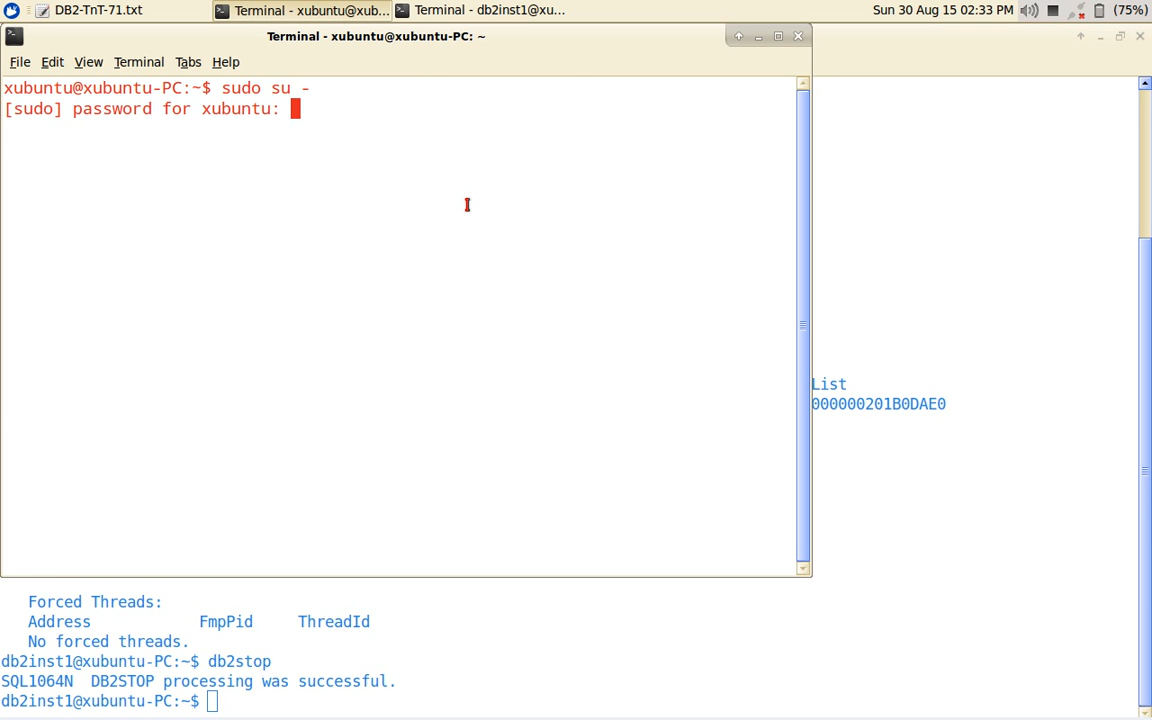 DB2-TnT-71.txt
Terminal - xubuntu@xub...
Terminal - db2inst1@xu...
Sun 30 Aug 15 02:33 PM
(75%)
Terminal - xubuntu@xubuntu-PC: ~
File Edit View Terminal Tabs Help
xubuntu@xubuntu-PC:~$ sudo su -
[sudo] password for xubuntu:
List
000000201B0DAE0
Forced Threads:
Address FmpPid ThreadId
No forced threads.
db2inst1@xubuntu-PC:~$ db2stop
SQL1064N DB2STOP processing was successful.
db2inst1@xubuntu-PC:~$